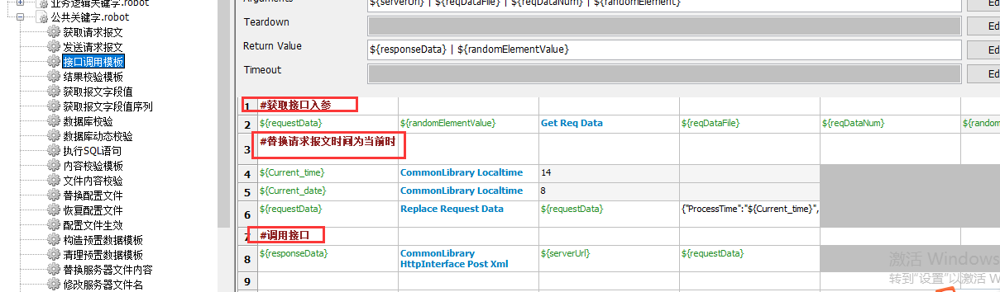 业务逻辑关键字.robot
公共关键字.robot
获取请求报文
发送请求报文
接口调用模板
结果校验模板
获取报文字段值
获取报文字段值序列
数据库校验
数据库动态校验
执行SQL语句
内容校验模板
文件内容校验
替换配置文件
恢复配置文件
配置文件生效
构造预置数据模板
清理预置数据模板
替换服务器文件内容
修改服务器文件名
Arguments ${serverUrl} | ${reqDataFile} | ${reqDataNum} | ${randomElement} Ed
Teardown Ed
Return Value ${responseData} | ${randomElementValue} Ed
Timeout Ed
1 #获取接口入参
2 ${requestData} ${randomElementValue} Get Req Data ${reqDataFile} ${reqDataNum} ${random
3 #替换请求报文时间为当前时
4 ${Current_time} CommonLibrary Localtime 14
5 ${Current_date} CommonLibrary Localtime 8
6 ${requestData} Replace Request Data ${requestData} {"ProcessTime":"${Current_time}",
7 #调用接口
8 ${responseData} CommonLibrary HttpInterface Post Xml ${serverUrl} ${requestData}
9
激活 Windows
转到"设置"以激活 W